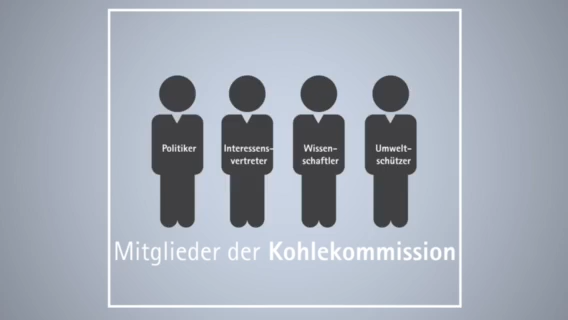 Politiker
Interessens-
vertreter
Wissen-
schaftler
Umwelt-
schützer
Mitglieder der Kohlekommission